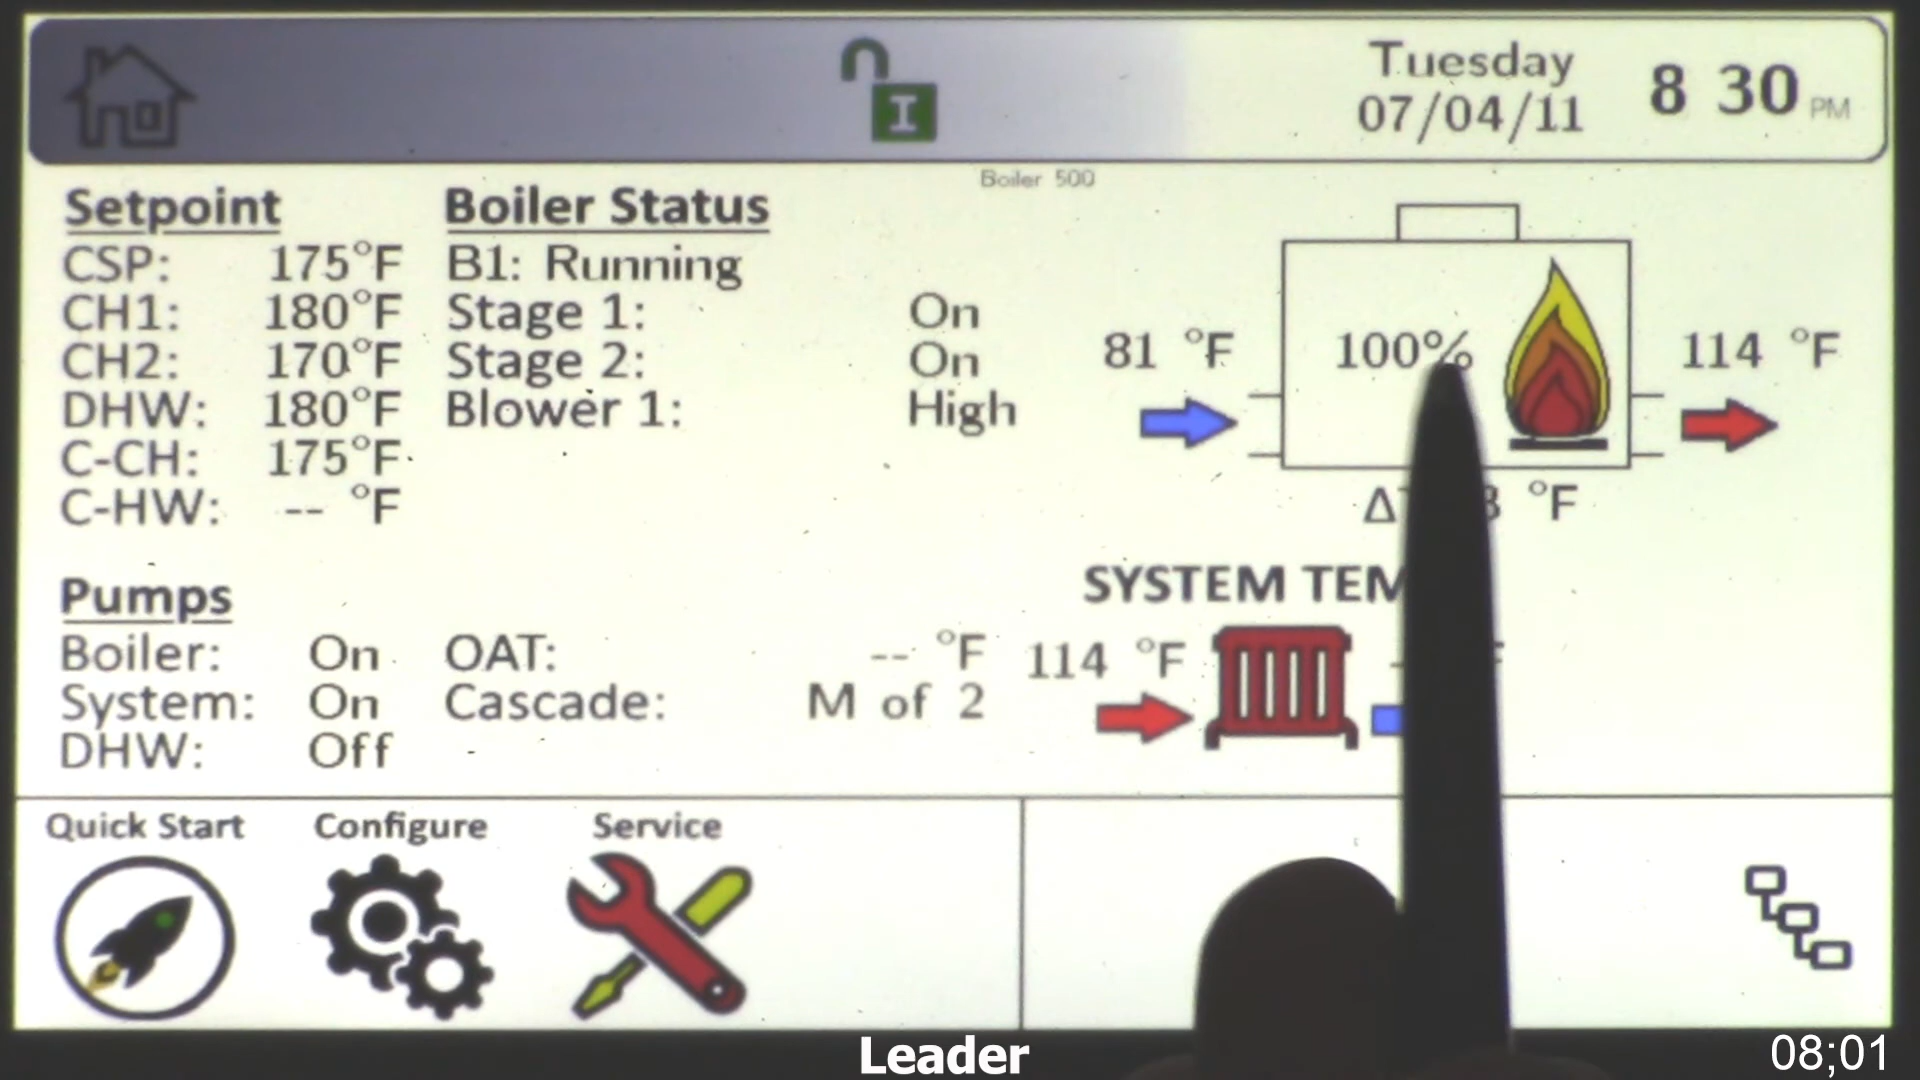 Tuesday
07/04/11
8 30 PM
Boiler 500
Setpoint
CSP: 175°F
CH1: 180°F
CH2: 170°F
DHW: 180°F
C-CH: 175°F
C-HW: -- °F
Boiler Status
B1: Running
Stage 1: On
Stage 2: On
Blower 1: High
81 °F
100%
114 °F
°F
Pumps
Boiler: On
System: On
DHW: Off
OAT: -- °F
Cascade: M of 2
SYSTEM
114 °F
Quick Start
Configure
Service
Leader
08;01